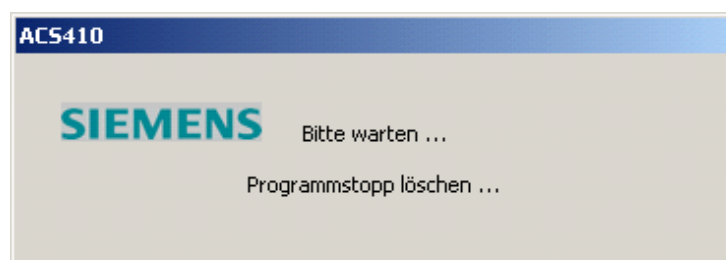 ACS410
SIEMENS
Bitte warten ...
Programmstopp löschen ...